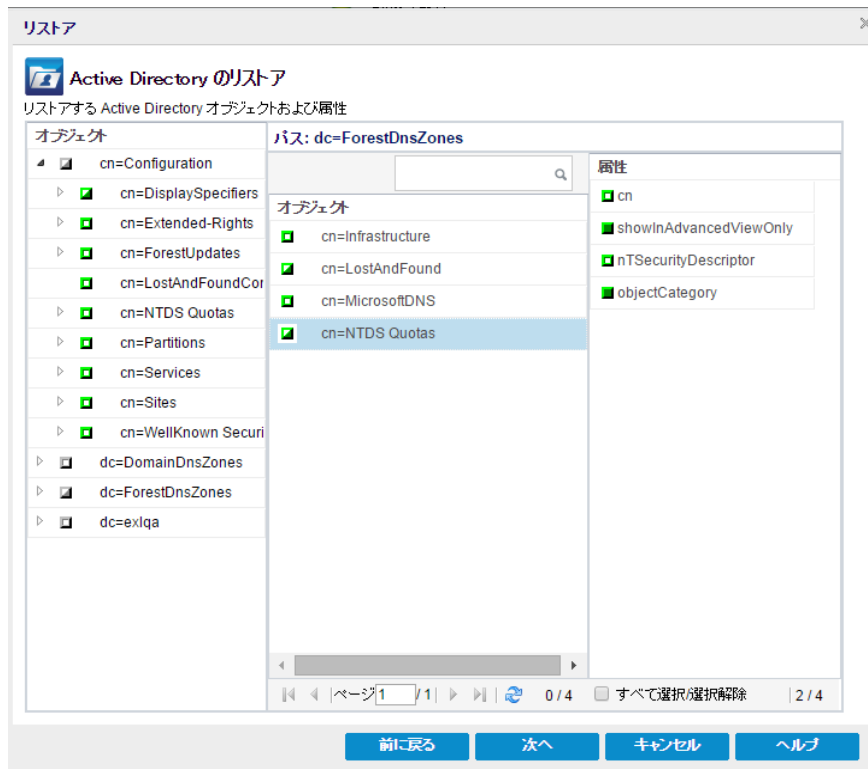 リストア
Active Directory のリストア
リストアする Active Directory オブジェクトおよび属性
オブジェクト
cn=Configuration
cn=DisplaySpecifiers
cn=Extended-Rights
cn=ForestUpdates
cn=LostAndFoundCor
cn=NTDS Quotas
cn=Partitions
cn=Services
cn=Sites
cn=WellKnown Securi
dc=DomainDnsZones
dc=ForestDnsZones
dc=exlqa
パス: dc=ForestDnsZones
オブジェクト
cn=Infrastructure
cn=LostAndFound
cn=MicrosoftDNS
cn=NTDS Quotas
ページ 1 / 1
0 / 4
属性
cn
showInAdvancedViewOnly
nTSecurityDescriptor
objectCategory
すべて選択/選択解除
2 / 4
前に戻る
次へ
キャンセル
ヘルプ